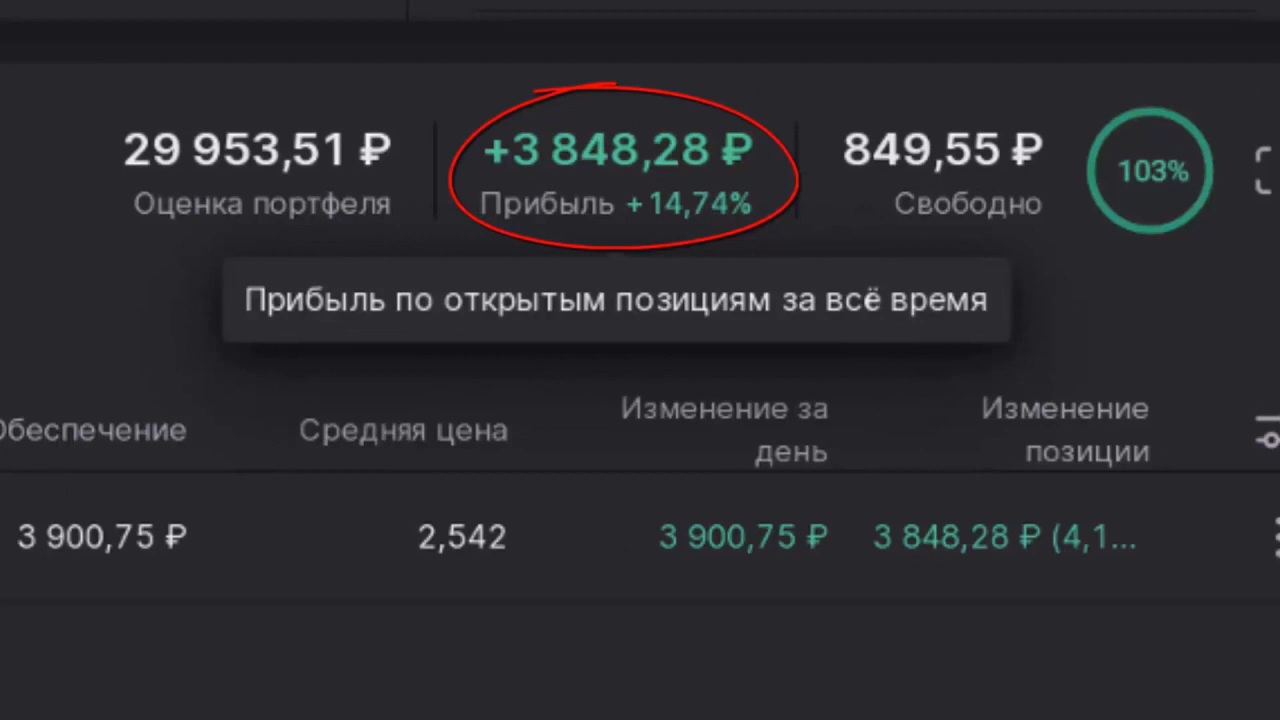 29 953,51 ₽
Оценка портфеля
+3 848,28 ₽
Прибыль +14,74%
849,55 ₽
Свободно
103%
Прибыль по открытым позициям за всё время
Обеспечение
Средняя цена
Изменение за
день
Изменение
позиции
3 900,75 ₽
2,542
3 900,75 ₽
3 848,28 ₽ (4,1...